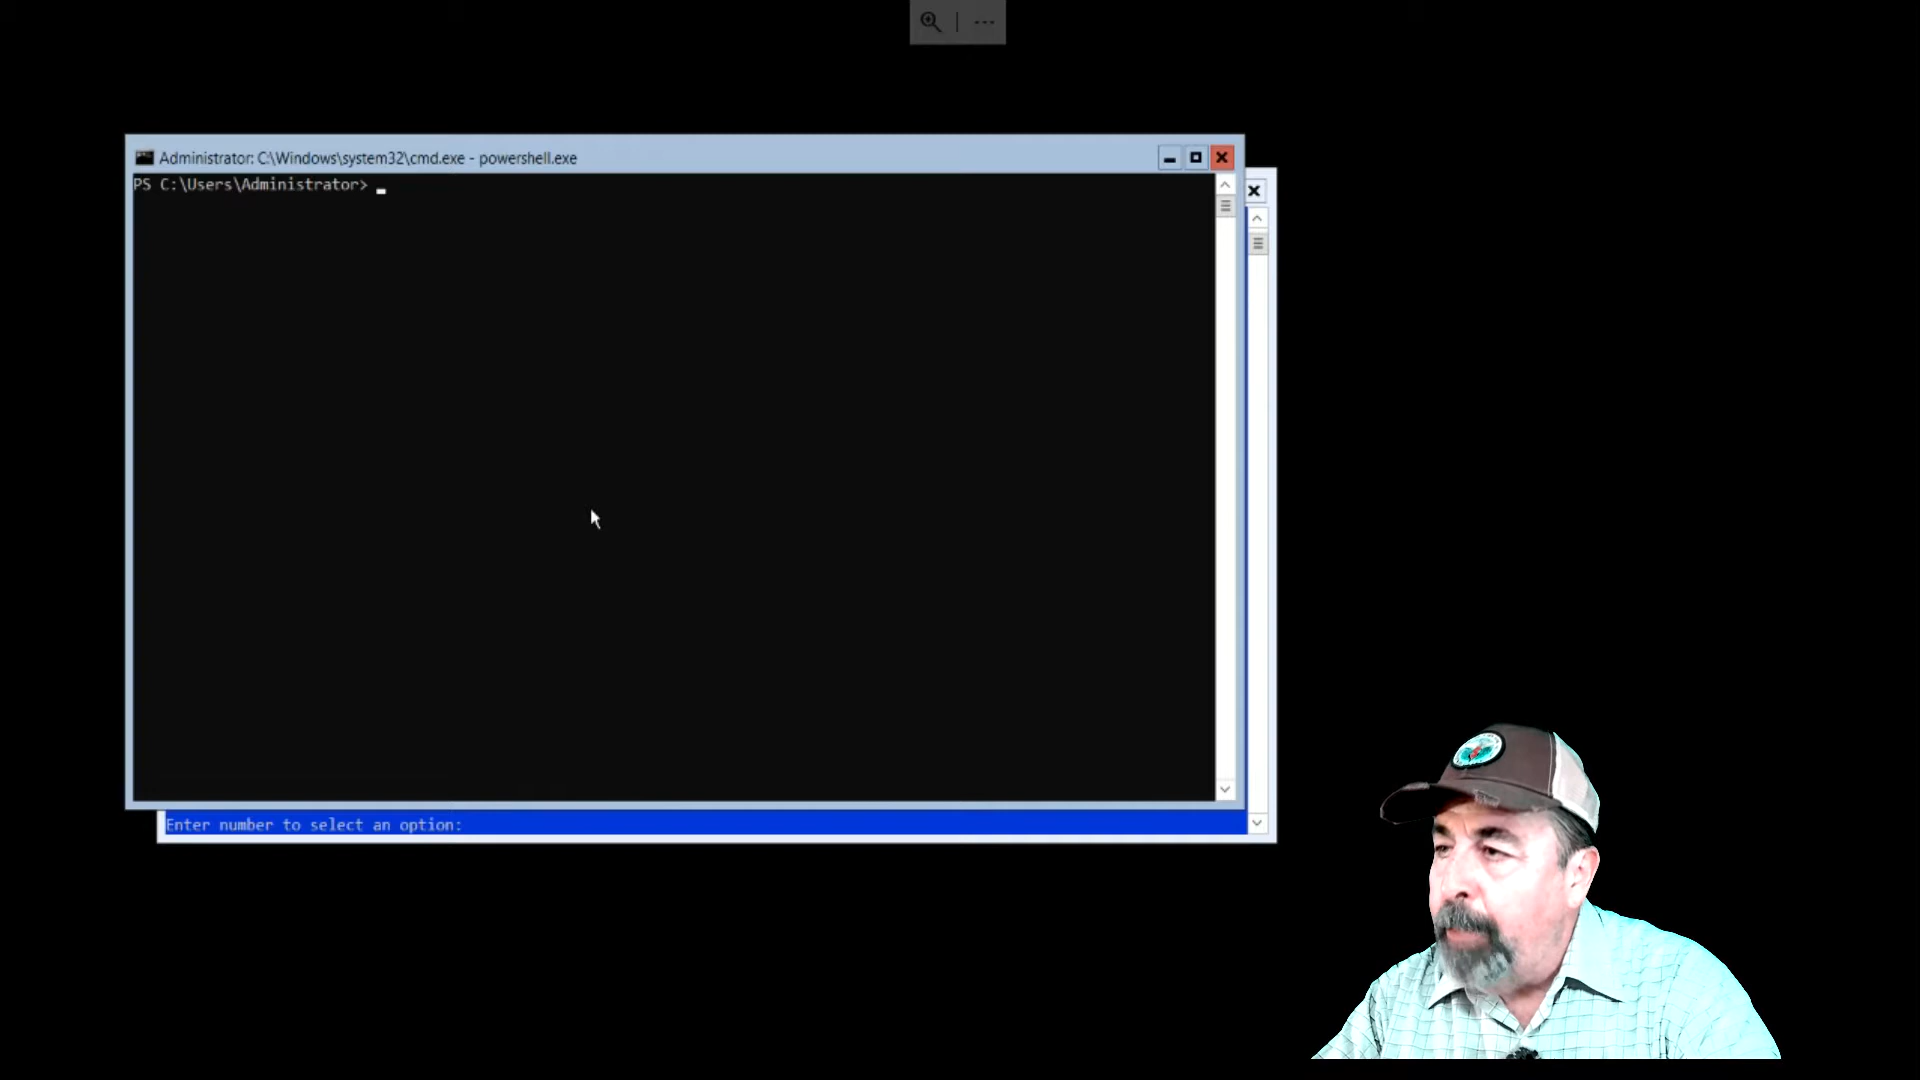 Administrator: C:\Windows\system32\cmd.exe - powershell.exe
PS C:\Users\Administrator>
Enter number to select an option: